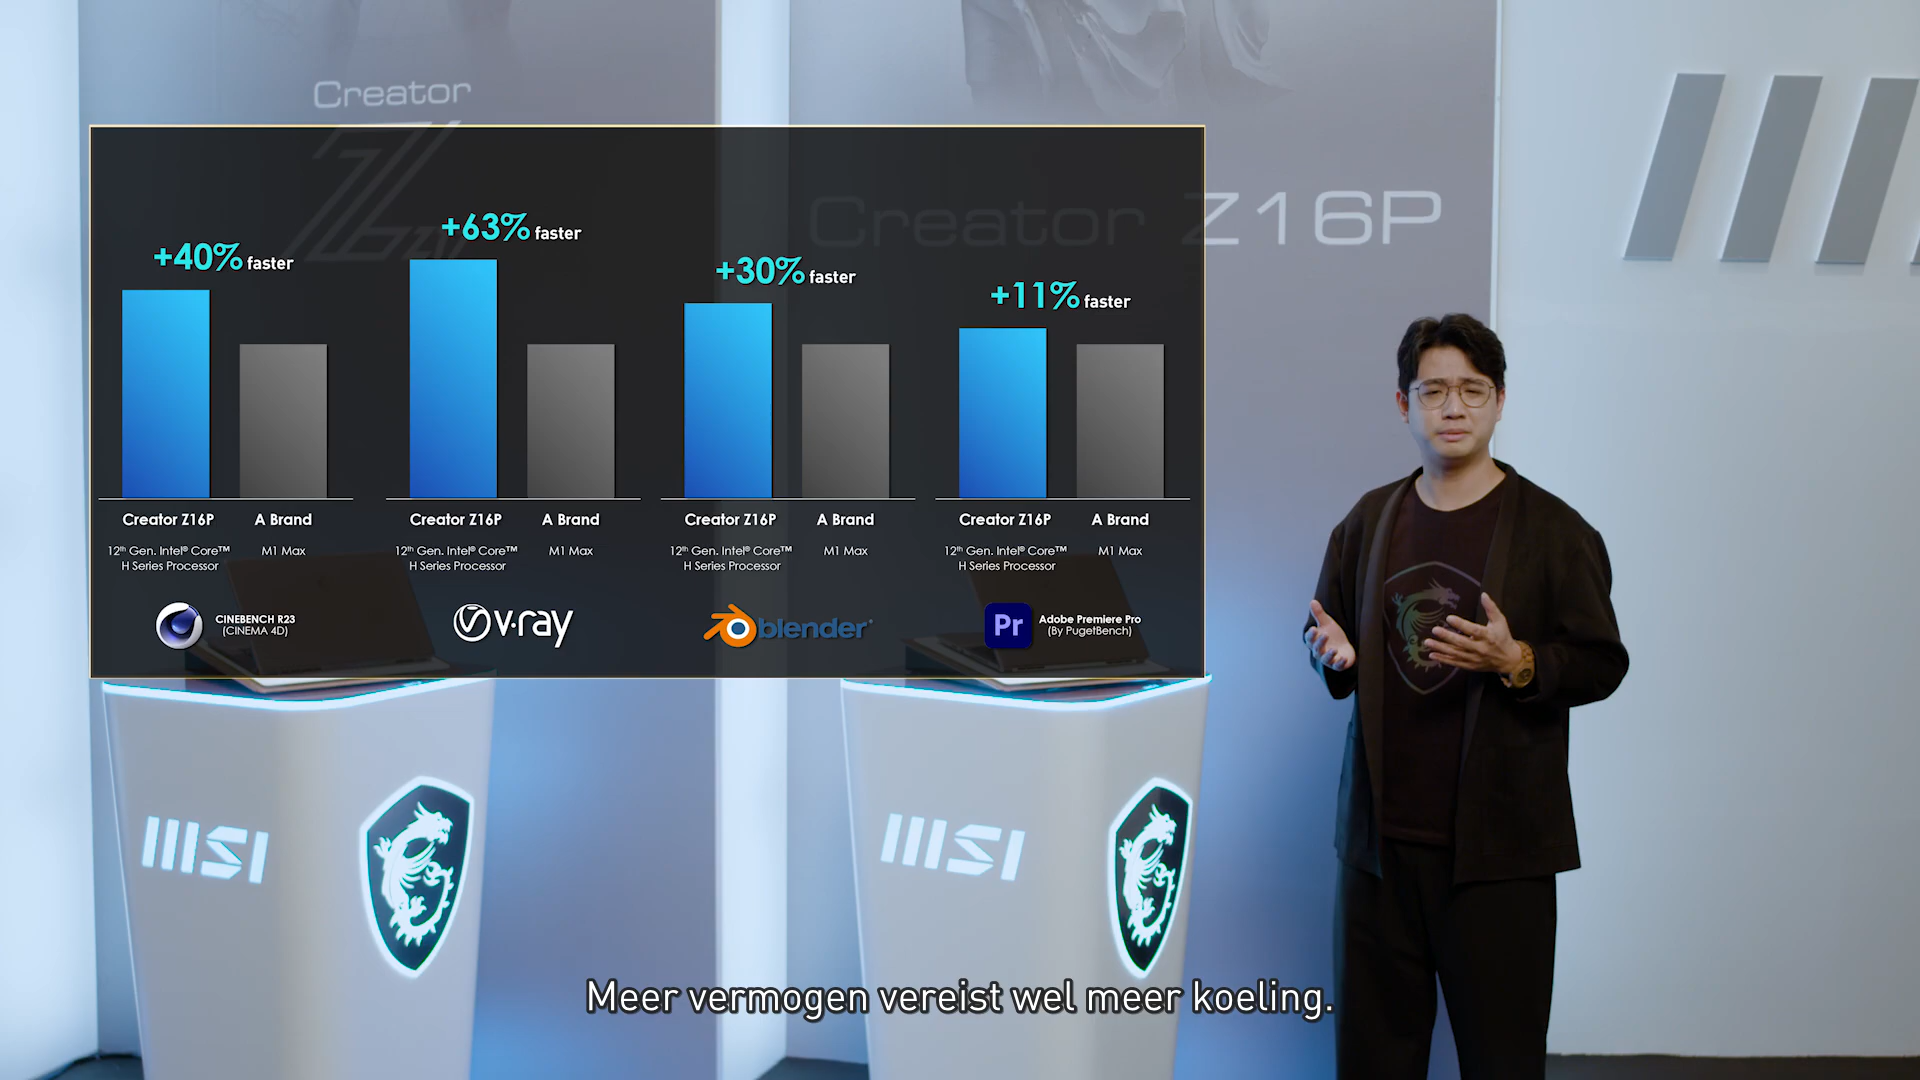 Creator
Z16P
Creator Z16P
+40% faster
+63% faster
+30% faster
+11% faster
Creator Z16P
A Brand
12th Gen. Intel® Core™
H Series Processor
M1 Max
Creator Z16P
A Brand
12th Gen. Intel® Core™
H Series Processor
M1 Max
Creator Z16P
A Brand
12th Gen. Intel® Core™
H Series Processor
M1 Max
Creator Z16P
A Brand
12th Gen. Intel® Core™
H Series Processor
M1 Max
CINEBENCH R23
(CINEMA 4D)
v·ray
blender
Pr
Adobe Premiere Pro
(By PugetBench)
msi
msi
Meer vermogen vereist wel meer koeling.